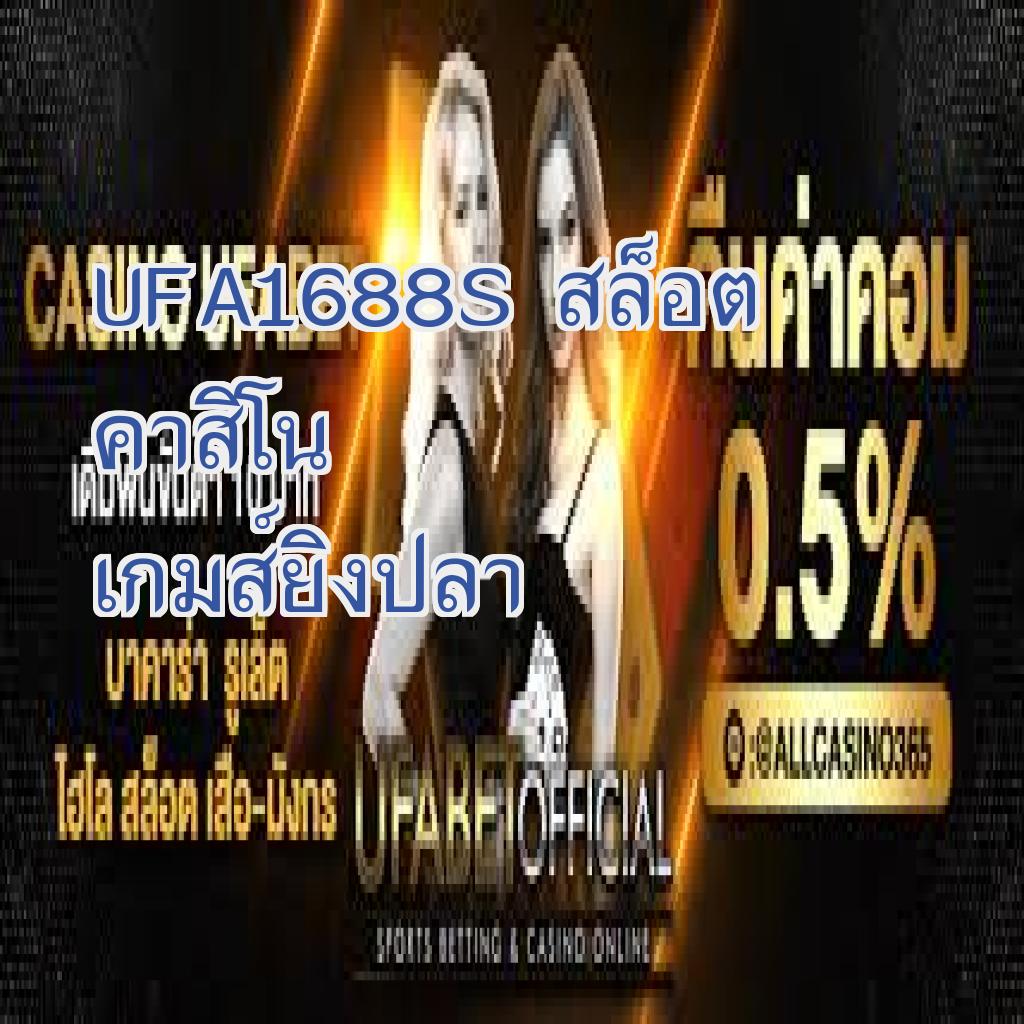 CASINO UFABET
UFA1688S สล็อต
คืนค่าคอม
คาสิโน
0.5%
เกมส์ยิงปลา
บาคาร่า รูเล็ต
ไฮโล สล็อต เสือ-มังกร
@ALLCASINO365
UFABET OFFICIAL
SPORTS BETTING & CASINO ONLINE